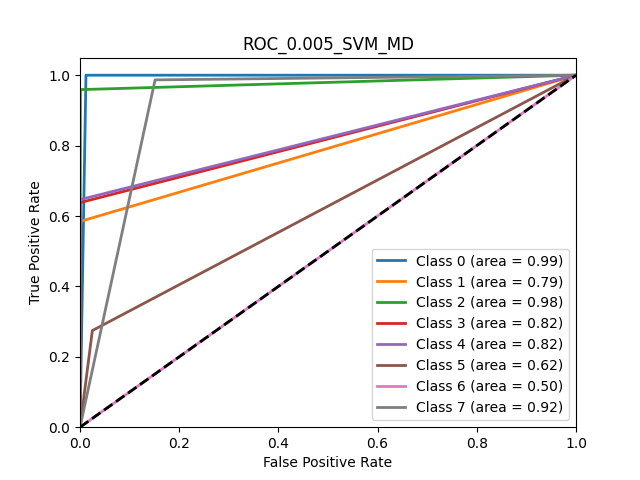 ROC_0.005_SVM_MD
True Positive Rate
1.0
0.8
0.6
0.4
0.2
0.0
Class 0 (area = 0.99)
Class 1 (area = 0.79)
Class 2 (area = 0.98)
Class 3 (area = 0.82)
Class 4 (area = 0.82)
Class 5 (area = 0.62)
Class 6 (area = 0.50)
Class 7 (area = 0.92)
0.0 0.2 0.4 0.6 0.8 1.0
False Positive Rate